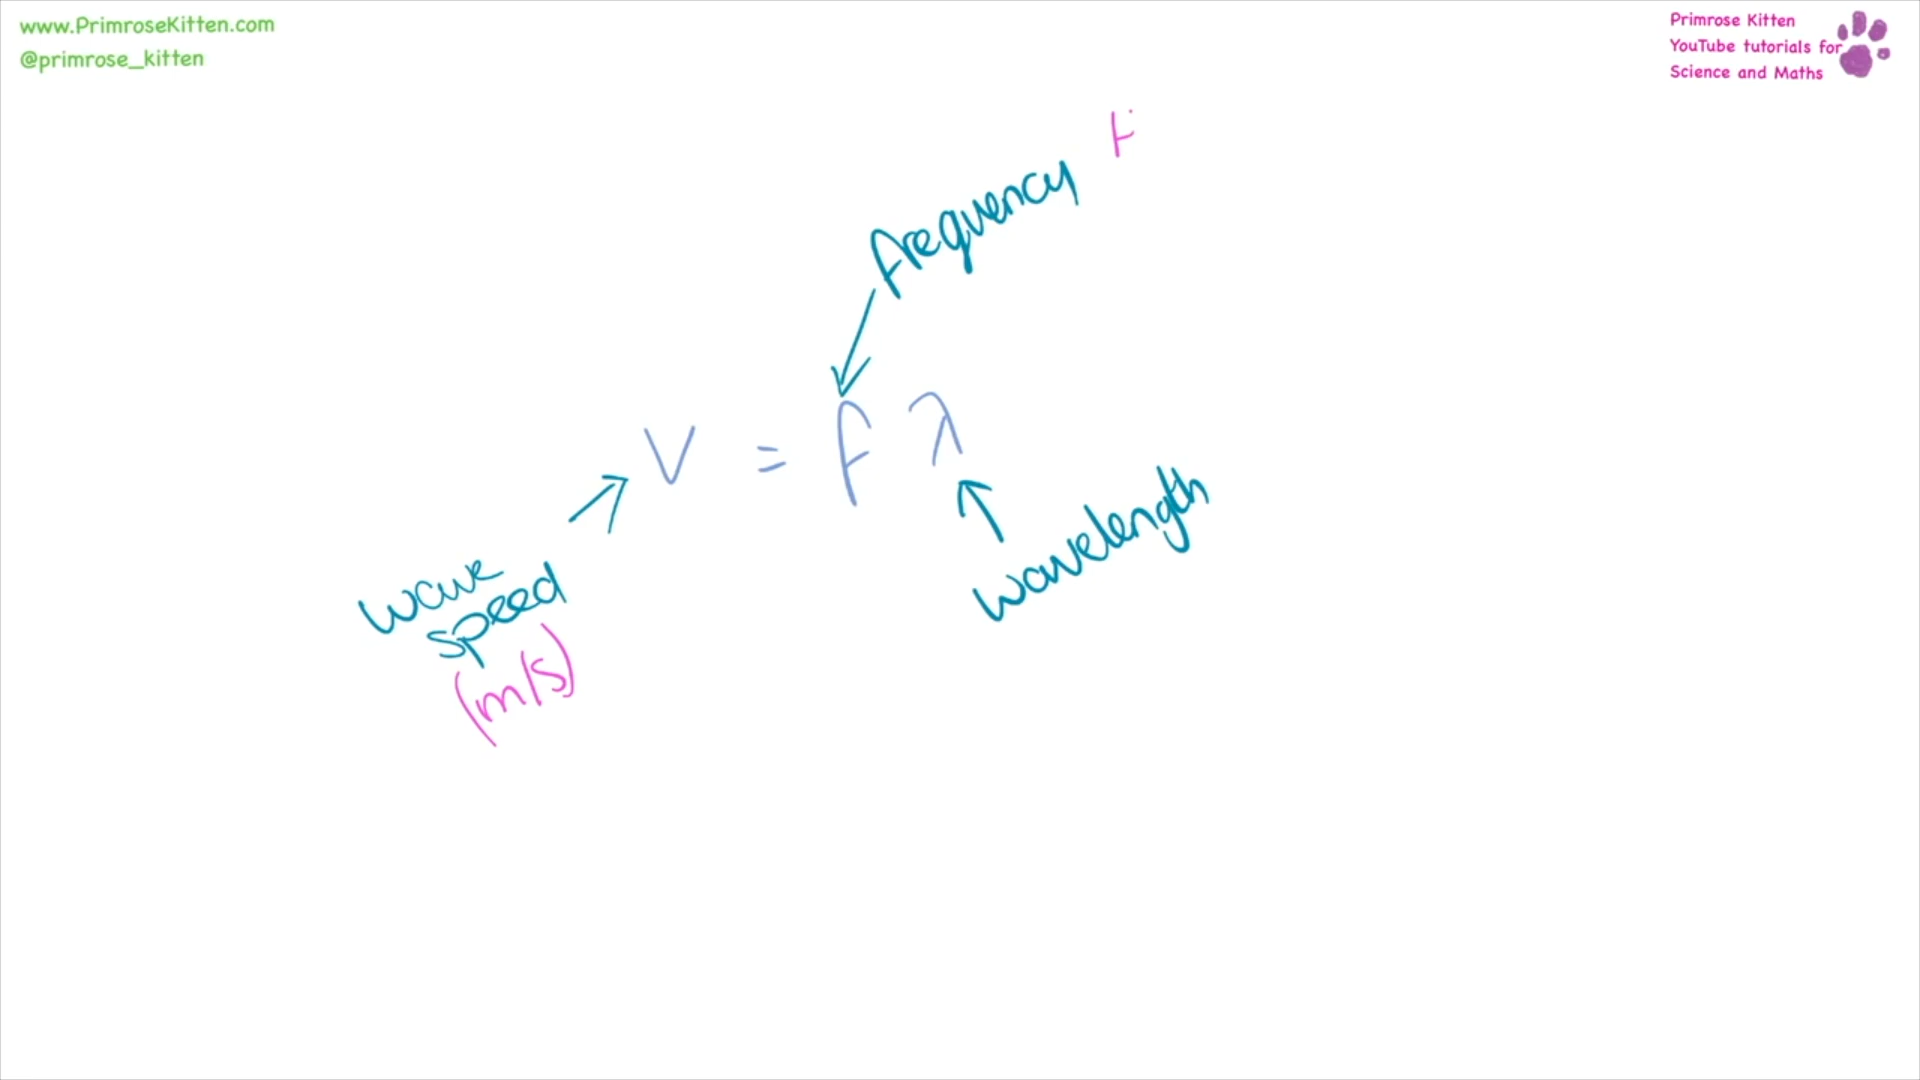 www.PrimroseKitten.com
@primrose_kitten
Primrose Kitten
YouTube tutorials for
Science and Maths
frequency
V = f λ
wavelength
wave
speed
(m/s)